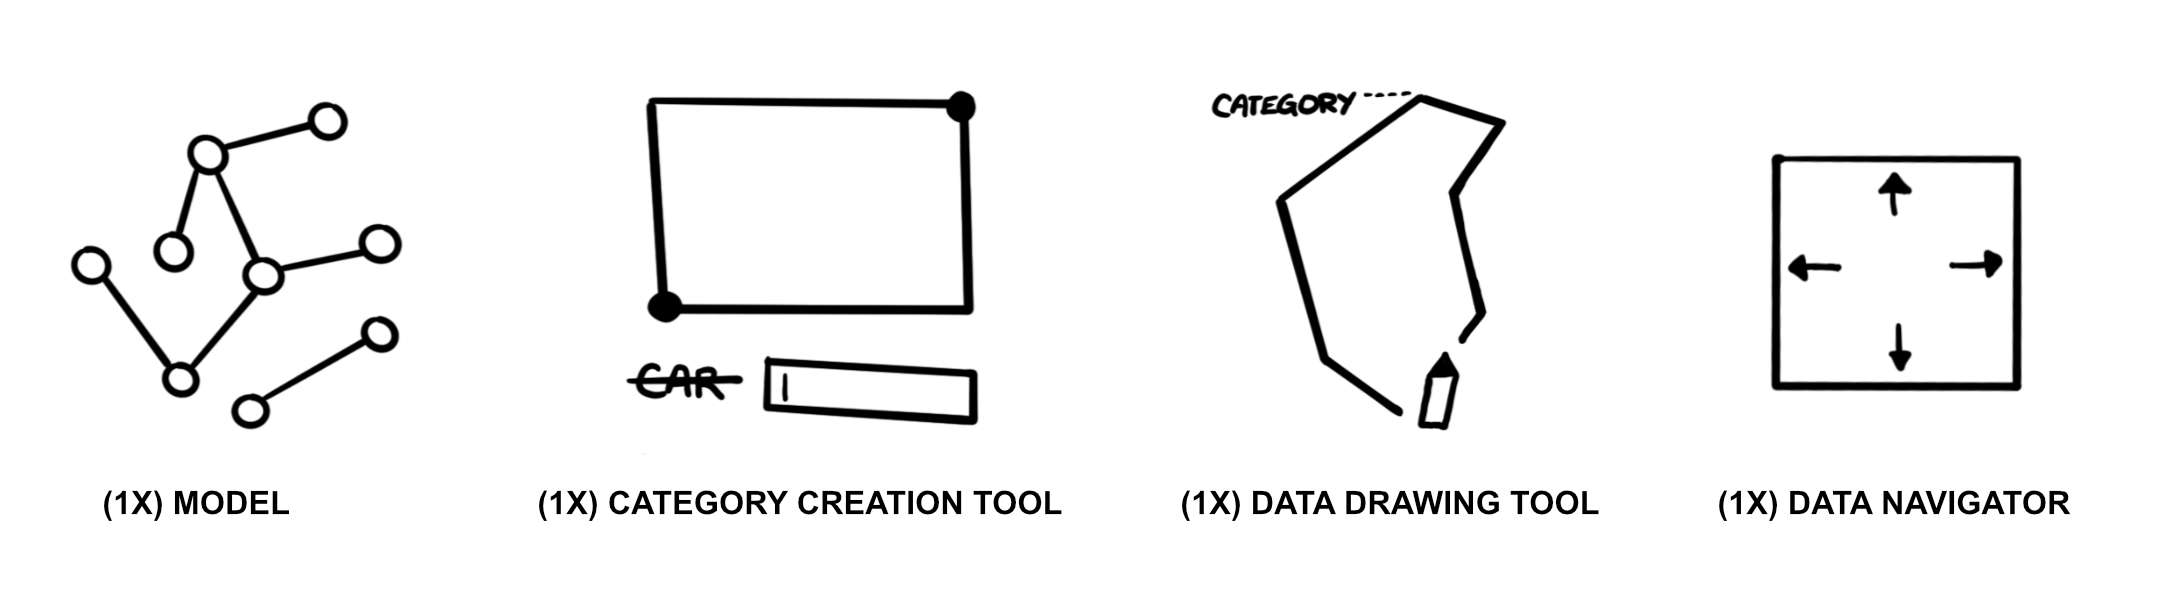 CATEGORY
CAR
(1X) MODEL
(1X) CATEGORY CREATION TOOL
(1X) DATA DRAWING TOOL
(1X) DATA NAVIGATOR